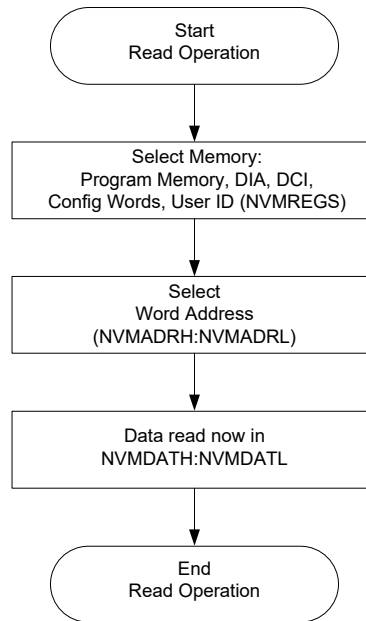 Start
Read Operation
Select Memory:
Program Memory, DIA, DCI,
Config Words, User ID (NVMREGS)
Select
Word Address
(NVMADRH:NVMADRL)
Data read now in
NVMDATH:NVMDATL
End
Read Operation